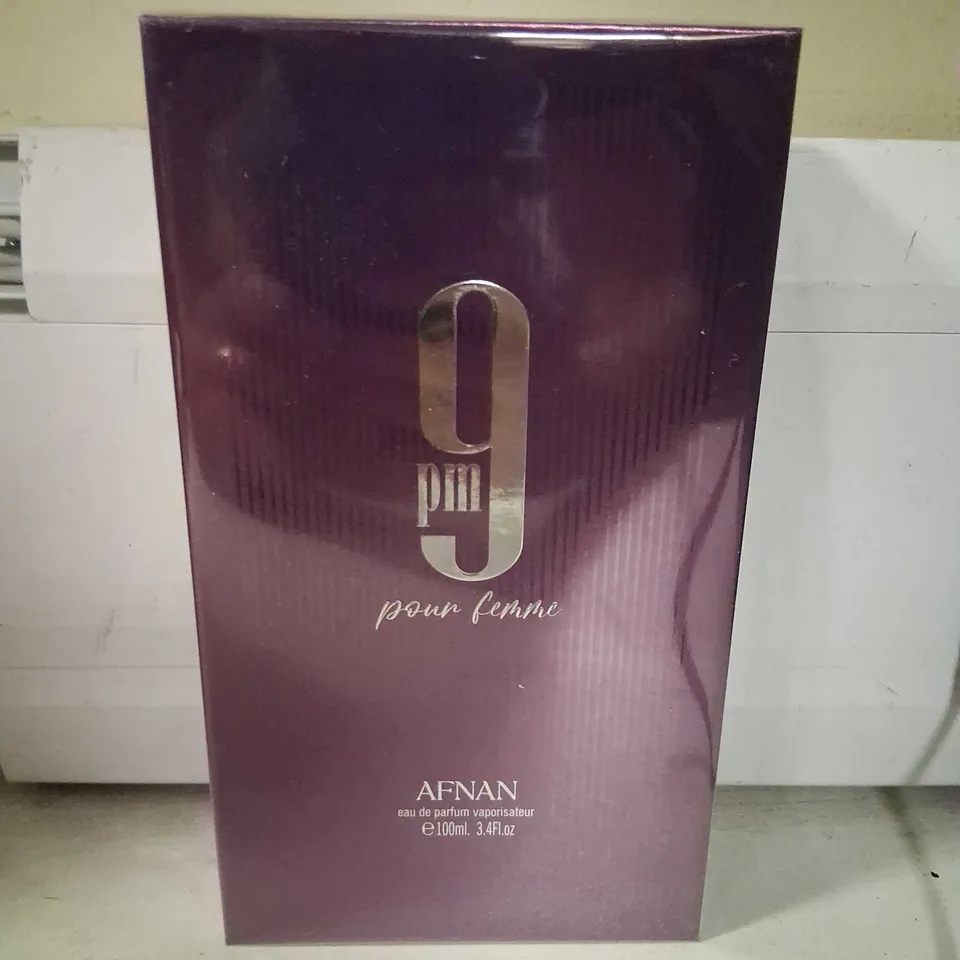 9
pm
pour femme
AFNAN
eau de parfum vaporisateur
℮100ml. 3.4Fl.oz